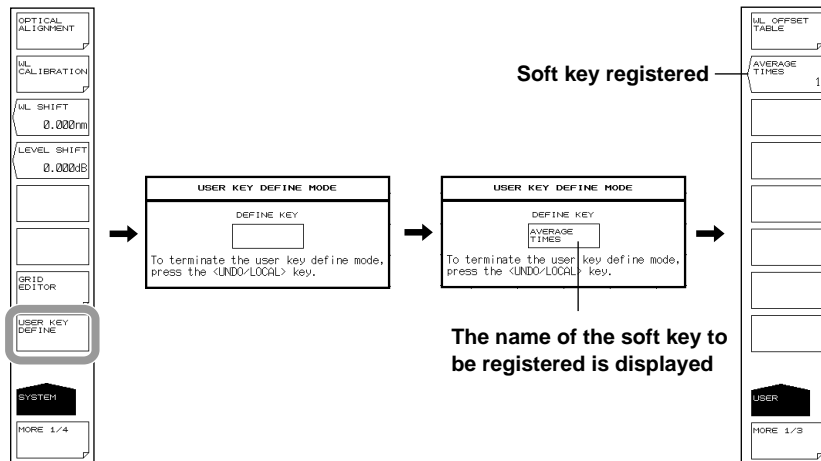 OPTICAL
ALIGNMENT
WL
CALIBRATION
WL SHIFT
0.000nm
LEVEL SHIFT
0.000dB
GRID
EDITOR
USER KEY
DEFINE
SYSTEM
MORE 1/4
USER KEY DEFINE MODE
DEFINE KEY
To terminate the user key define mode,
press the <UNDO/LOCAL> key.
USER KEY DEFINE MODE
DEFINE KEY
AVERAGE
TIMES
To terminate the user key define mode,
press the <UNDO/LOCAL> key.
The name of the soft key to
be registered is displayed
Soft key registered
WL OFFSET
TABLE
AVERAGE
TIMES
1
USER
MORE 1/3